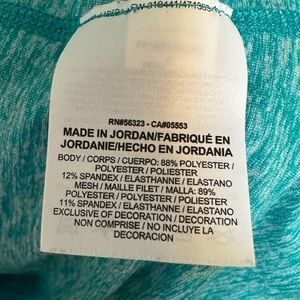 RN#56323 - CA#05553
MADE IN JORDAN/FABRIQUÉ EN
JORDANIE/HECHO EN JORDANIA
BODY / CORPS / CUERPO: 88% POLYESTER /
POLYESTER / POLIESTER
12% SPANDEX / ELASTHANNE / ELASTANO
MESH / MAILLE FILET / MALLA: 89%
POLYESTER / POLYESTER / POLIESTER
11% SPANDEX / ELASTHANNE / ELASTANO
EXCLUSIVE OF DECORATION / DECORATION
NON COMPRISE / NO INCLUYE LA
DECORACION